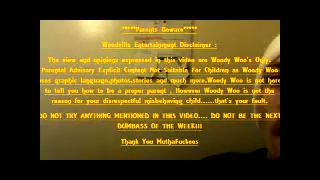 *****Parents Beware*****
Woodzilla Entertainment Disclaimer :
The view and opinions expressed in this video are Woody Woo's Only.
Parental Advisory Explicit Content Not Suitable For Children as Woody Woo
uses graphic language,photos,stories and much more.Woody Woo is not here
to tell you how to be a proper parent , However Woody Woo is not the
reason for your disrespectful misbehaving child......that's your fault.
DO NOT TRY ANYTHING MENTIONED IN THIS VIDEO.... DO NOT BE THE NEXT
DUMBASS OF THE WEEK!!!
Thank You MuthaFuckers